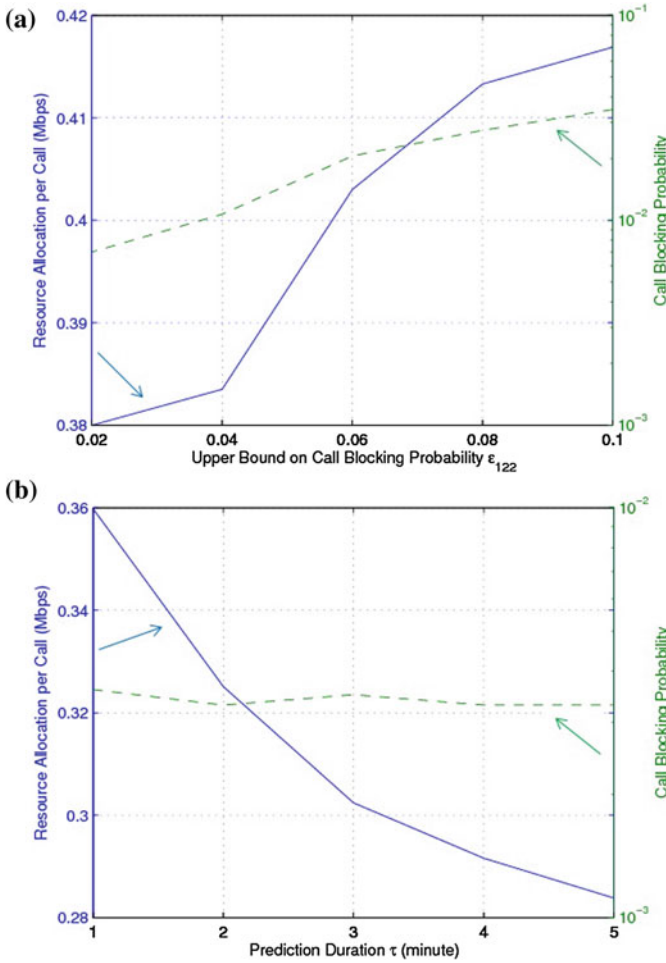 (a)
0.42
0.41
0.4
0.39
0.38
Resource Allocation per Call (Mbps)
10^-1
10^-2
10^-3
Call Blocking Probability
0.02 0.04 0.06 0.08 0.1
Upper Bound on Call Blocking Probability ε_122
(b)
0.36
0.34
0.32
0.3
0.28
Resource Allocation per Call (Mbps)
10^-2
10^-3
Call Blocking Probability
1 2 3 4 5
Prediction Duration τ (minute)